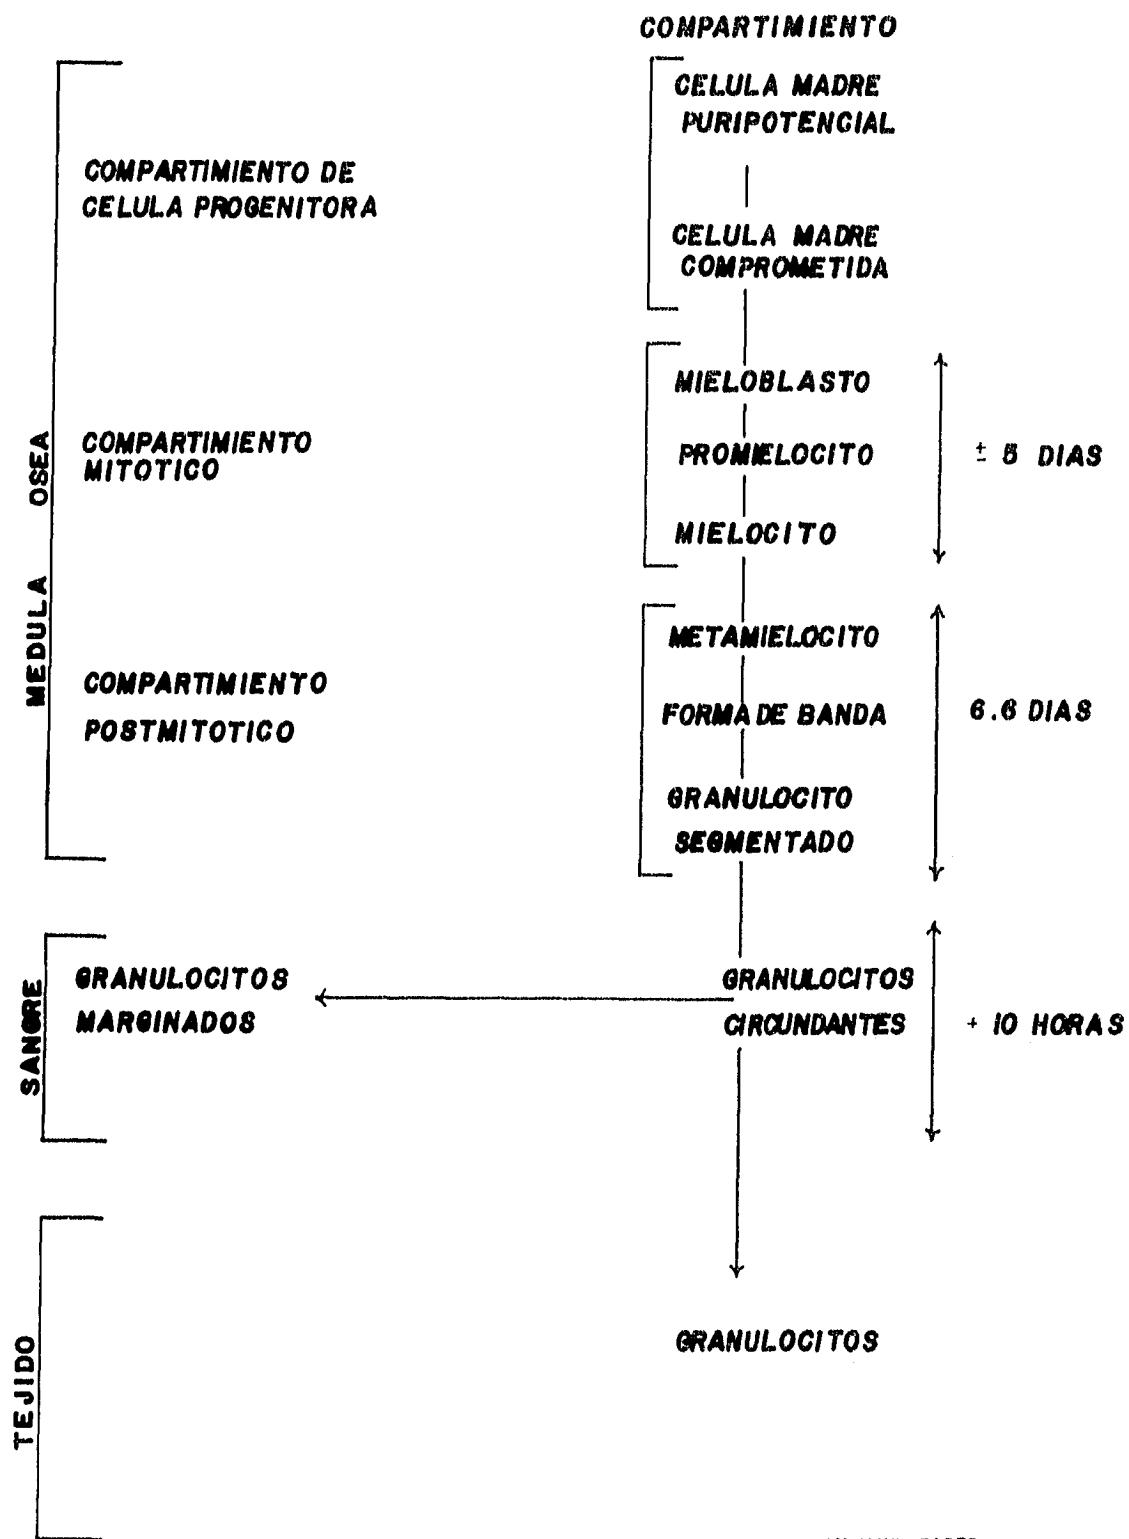 COMPARTIMIENTO
CELULA MADRE
PURIPOTENCIAL
COMPARTIMIENTO DE
CELULA PROGENITORA
CELULA MADRE
COMPROMETIDA
MEDULA OSEA
MIELOBLASTO
COMPARTIMIENTO
MITOTICO
PROMIELOCITO
± 5 DIAS
MIELOCITO
METAMIELOCITO
COMPARTIMIENTO
POSTMITOTICO
FORMA DE BANDA
6.6 DIAS
GRANULOCITO
SEGMENTADO
SANGRE
GRANULOCITOS
MARGINADOS
GRANULOCITOS
CIRCUNDANTES
+ 10 HORAS
TEJIDO
GRANULOCITOS